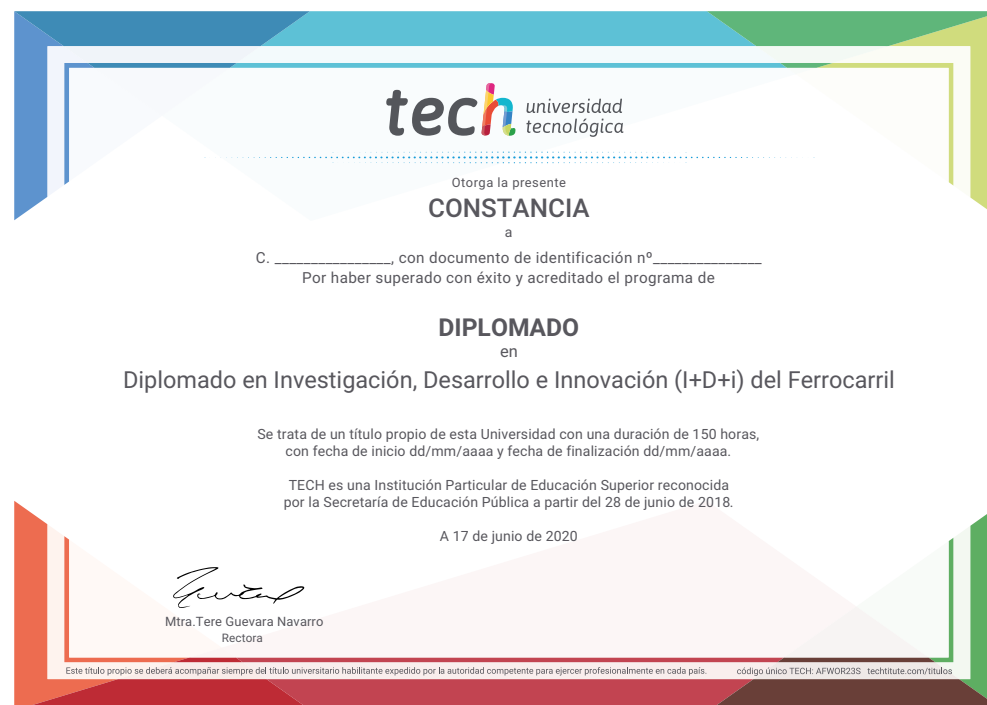 tech universidad
tecnológica
Otorga la presente
CONSTANCIA
a
C. ________________, con documento de identificación nº_______________
Por haber superado con éxito y acreditado el programa de
DIPLOMADO
en
Diplomado en Investigación, Desarrollo e Innovación (I+D+i) del Ferrocarril
Se trata de un título propio de esta Universidad con una duración de 150 horas,
con fecha de inicio dd/mm/aaaa y fecha de finalización dd/mm/aaaa.
TECH es una Institución Particular de Educación Superior reconocida
por la Secretaría de Educación Pública a partir del 28 de junio de 2018.
A 17 de junio de 2020
Mtra.Tere Guevara Navarro
Rectora
Este título propio se deberá acompañar siempre del título universitario habilitante expedido por la autoridad competente para ejercer profesionalmente en cada país. código único TECH: AFWOR23S techtitute.com/titulos